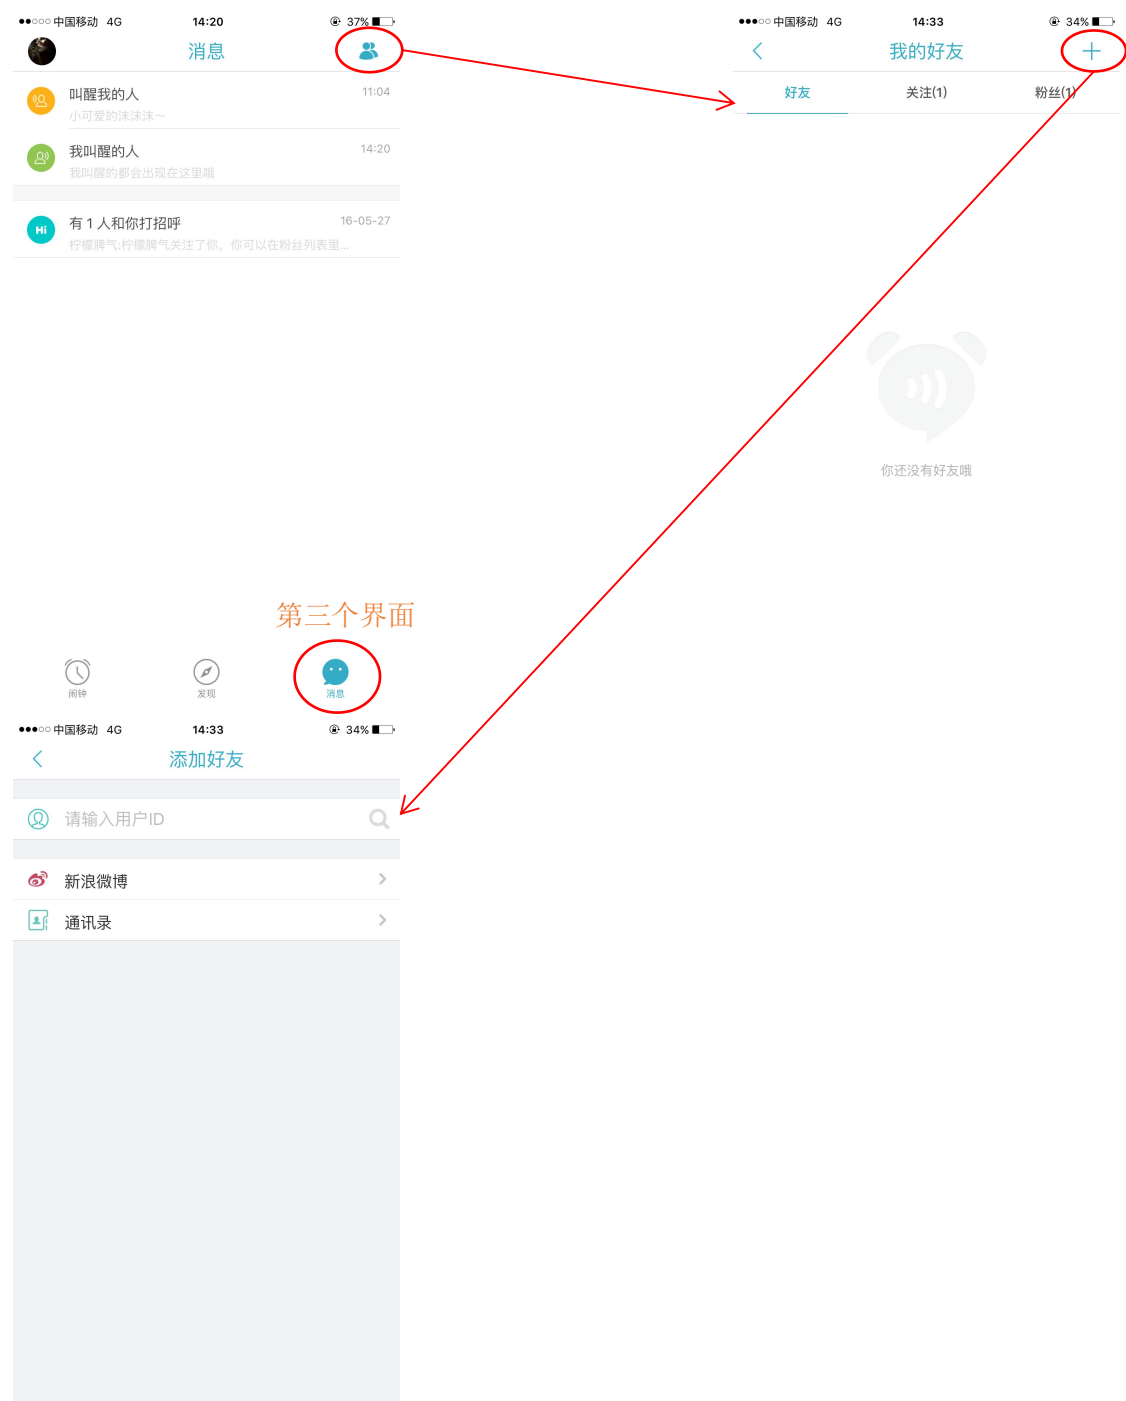 中国移动 4G 14:20 37%
消息
叫醒我的人 11:04
小可爱的沫沫沫～
我叫醒的人 14:20
我叫醒的都会出现在这里哦
Hi
有 1 人和你打招呼 16-05-27
柠檬脾气:柠檬脾气关注了你，你可以在粉丝列表里...
第三个界面
闹钟 发现 消息
中国移动 4G 14:33 34%
我的好友
好友 关注(1) 粉丝(1)
你还没有好友哦
中国移动 4G 14:33 34%
添加好友
请输入用户ID
新浪微博
通讯录